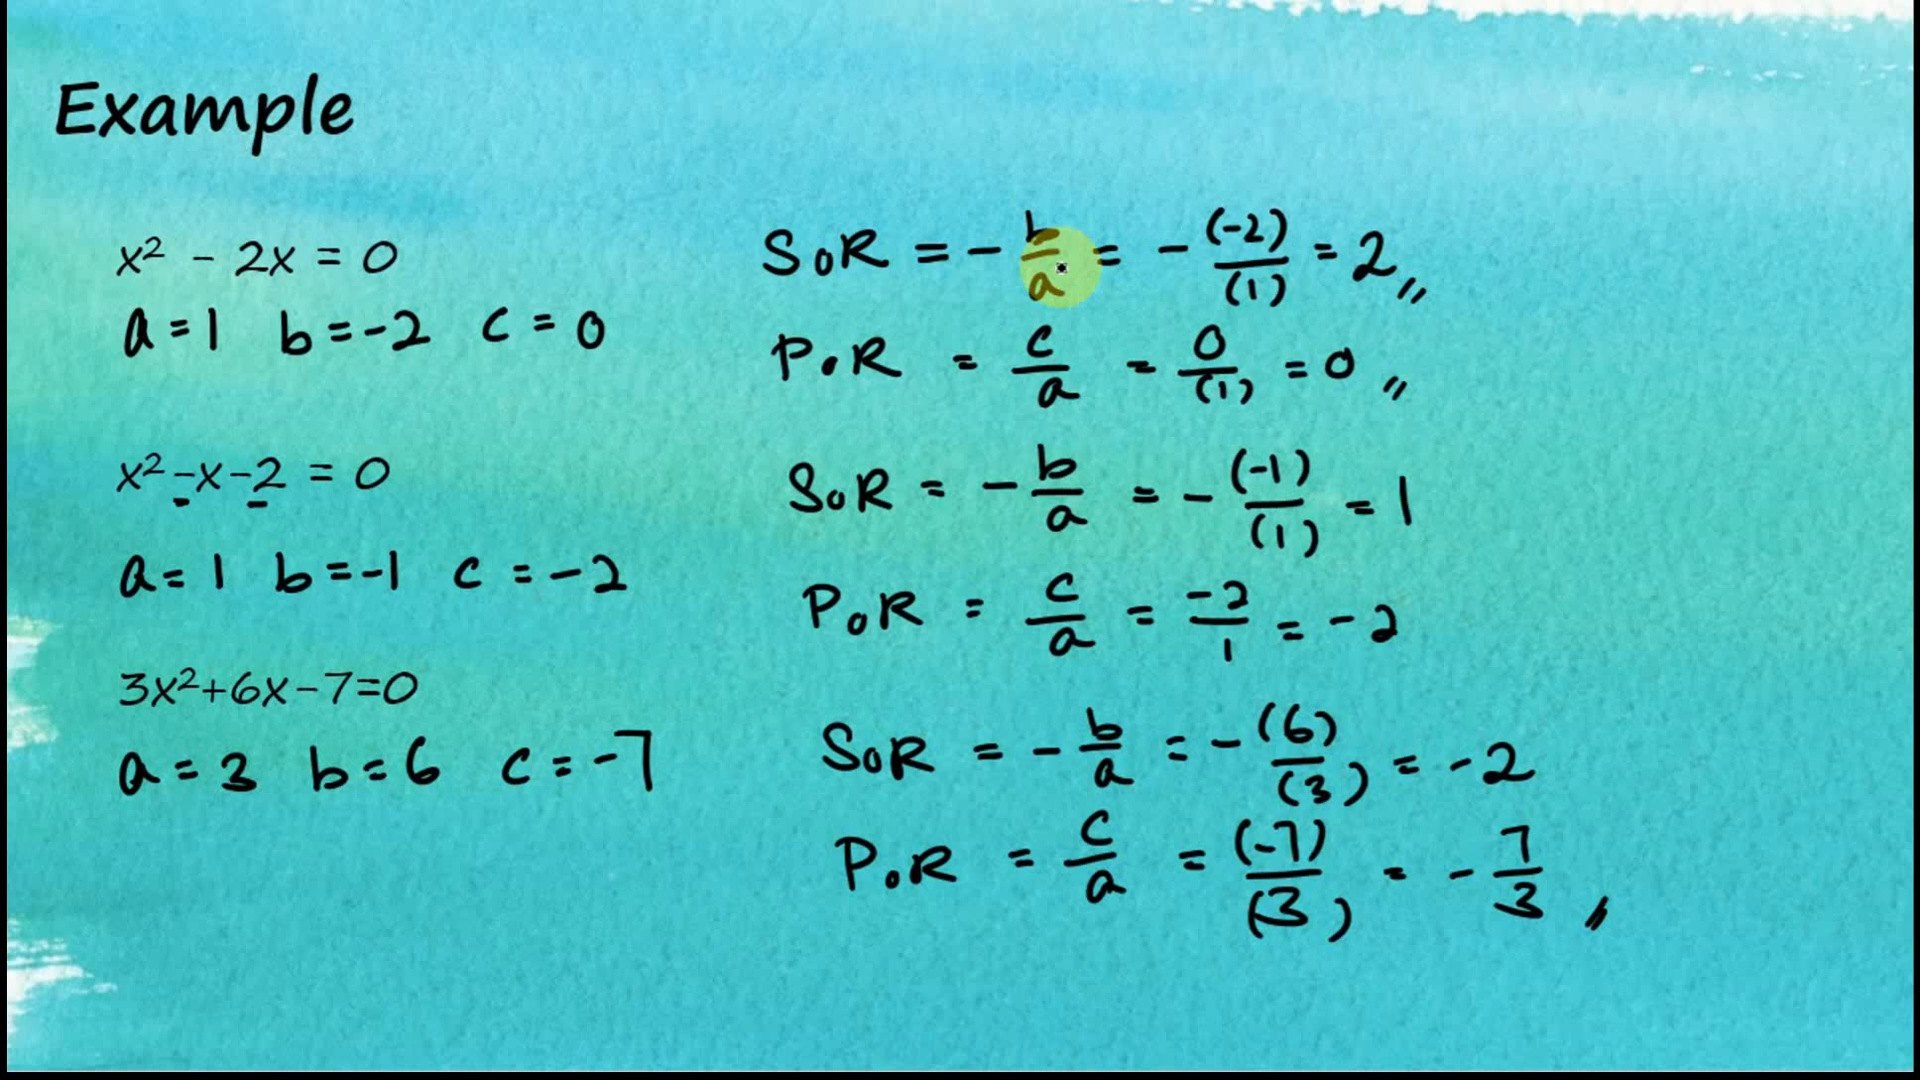 Example
x² - 2x = 0
a = 1 b = -2 c = 0
SoR = - b/a = - (-2)/(1) = 2,,
PoR = c/a = 0/(1) = 0,,
x² -x-2 = 0
a = 1 b = -1 c = -2
SoR = - b/a = - (-1)/(1) = 1
PoR = c/a = -2/1 = -2
3x²+6x-7=0
a = 3 b = 6 c = -7
SoR = - b/a = - (6)/(3) = -2
PoR = c/a = (-7)/(3) = - 7/3 ,,